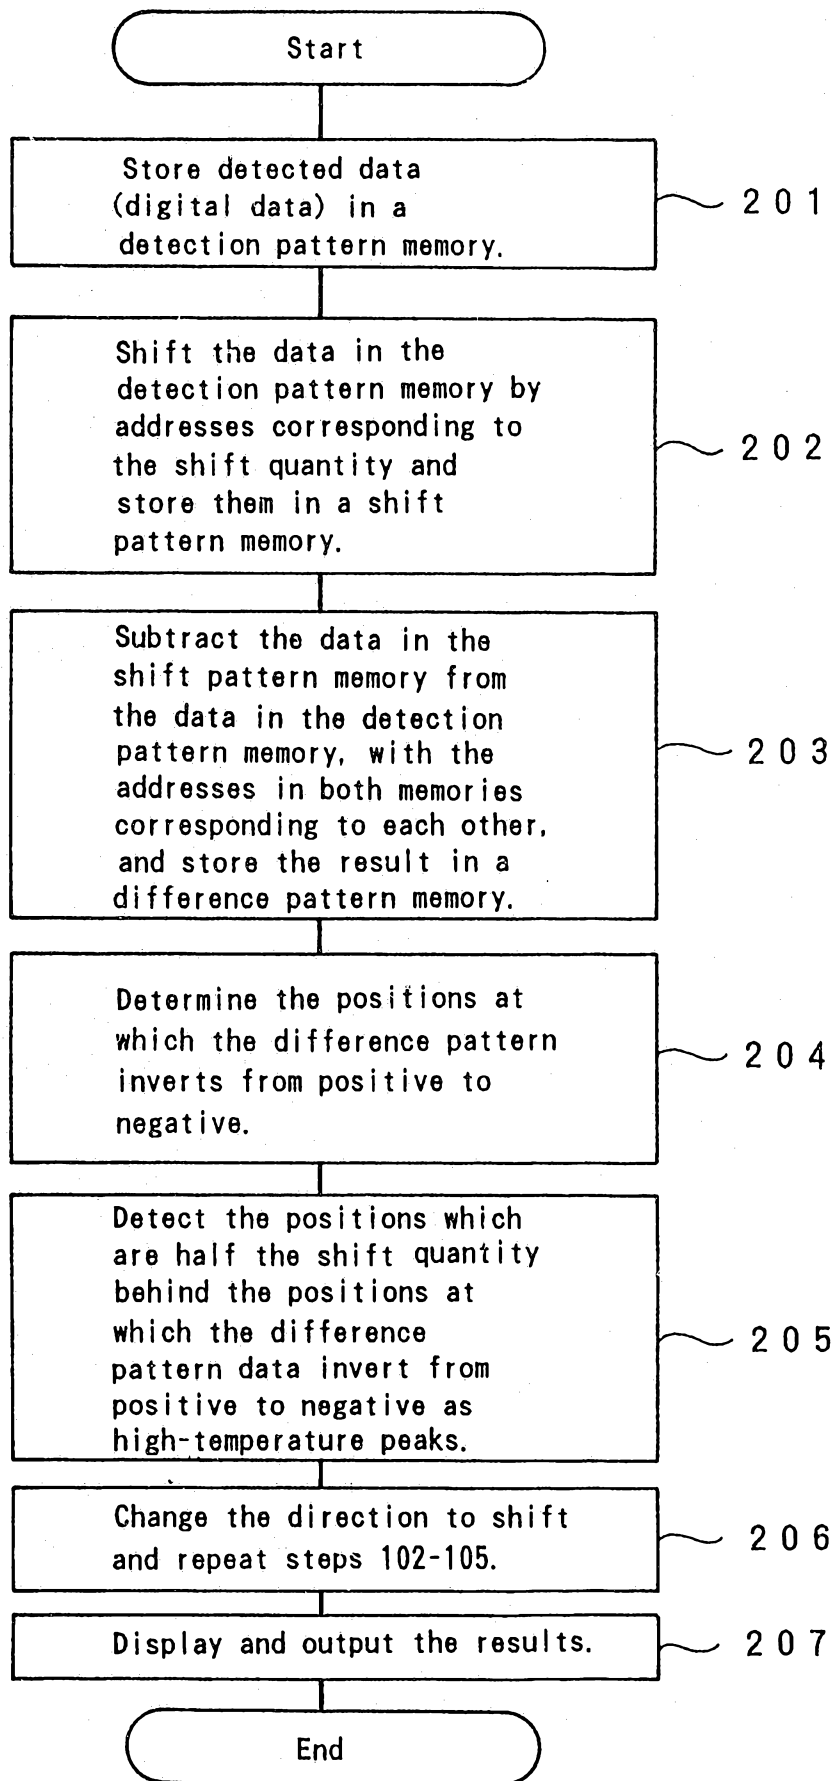 Start
Store detected data
(digital data) in a
detection pattern memory.
201
Shift the data in the
detection pattern memory by
addresses corresponding to
the shift quantity and
store them in a shift
pattern memory.
202
Subtract the data in the
shift pattern memory from
the data in the detection
pattern memory, with the
addresses in both memories
corresponding to each other,
and store the result in a
difference pattern memory.
203
Determine the positions at
which the difference pattern
inverts from positive to
negative.
204
Detect the positions which
are half the shift quantity
behind the positions at
which the difference
pattern data invert from
positive to negative as
high-temperature peaks.
205
Change the direction to shift
and repeat steps 102-105.
206
Display and output the results.
207
End